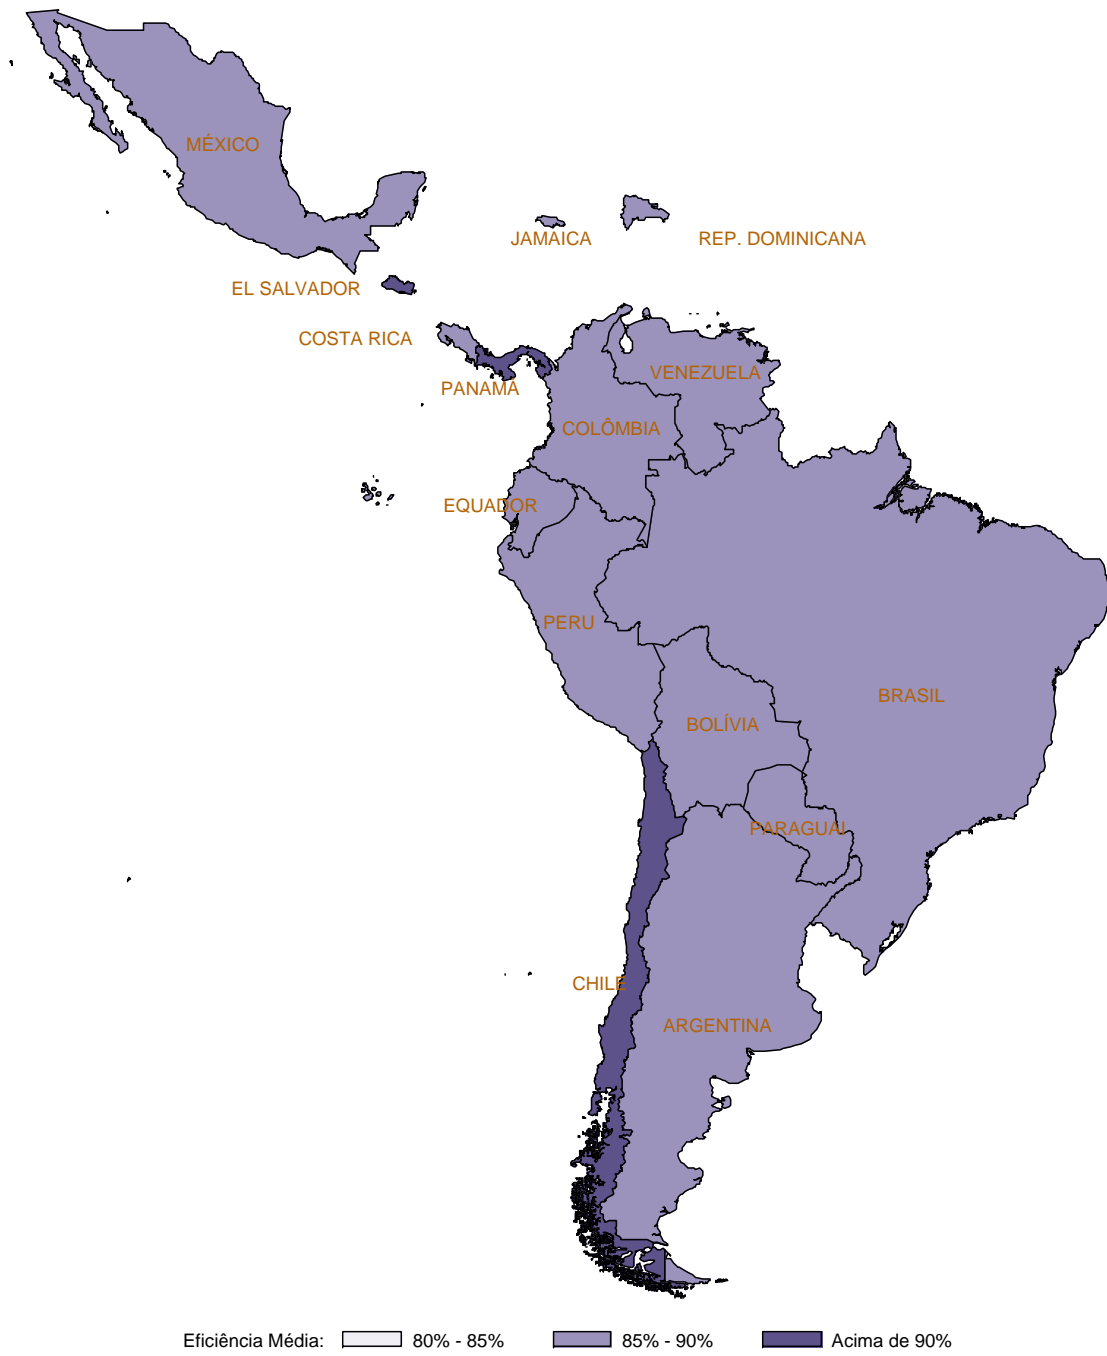 MÉXICO
JAMAICA
REP. DOMINICANA
EL SALVADOR
COSTA RICA
PANAMÁ
VENEZUELA
COLÔMBIA
EQUADOR
PERU
BRASIL
BOLÍVIA
PARAGUAI
CHILE
ARGENTINA
Eficiência Média: 80% - 85% 85% - 90% Acima de 90%